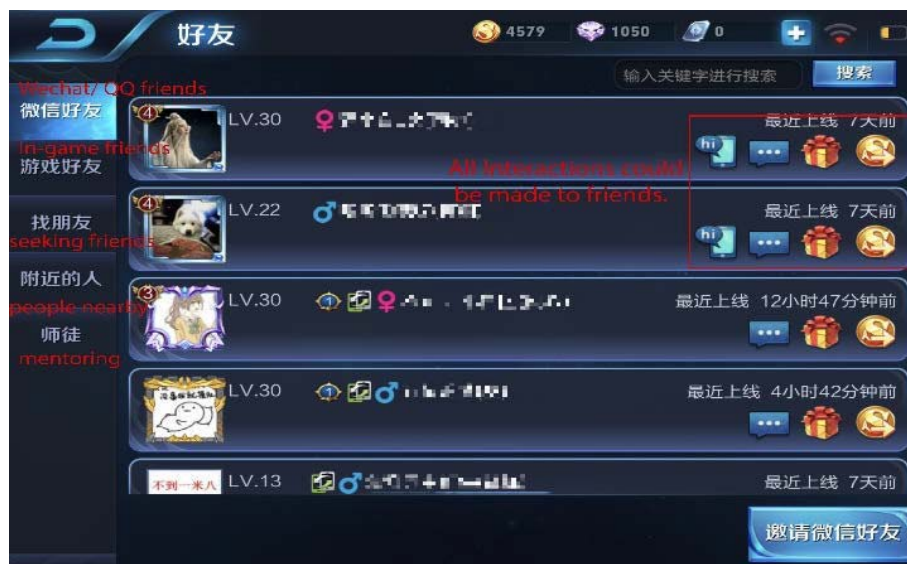 好友
4579
1050
0
输入关键字进行搜索
搜索
Wechat/ QQ friends
微信好友
In-game friends
游戏好友
找朋友
seeking friends
附近的人
people nearby
师徒
mentoring
4
LV.30
最近上线 7天前
hi
All Interactions could
be made to friends.
4
LV.22
最近上线 7天前
hi
3
LV.30
最近上线 12小时47分钟前
LV.30
最近上线 4小时42分钟前
不到一米八
LV.13
最近上线 7天前
邀请微信好友